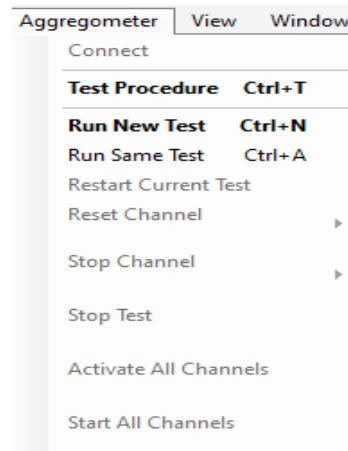 Aggregometer View Window
Connect
Test Procedure Ctrl+T
Run New Test Ctrl+N
Run Same Test Ctrl+A
Restart Current Test
Reset Channel
Stop Channel
Stop Test
Activate All Channels
Start All Channels